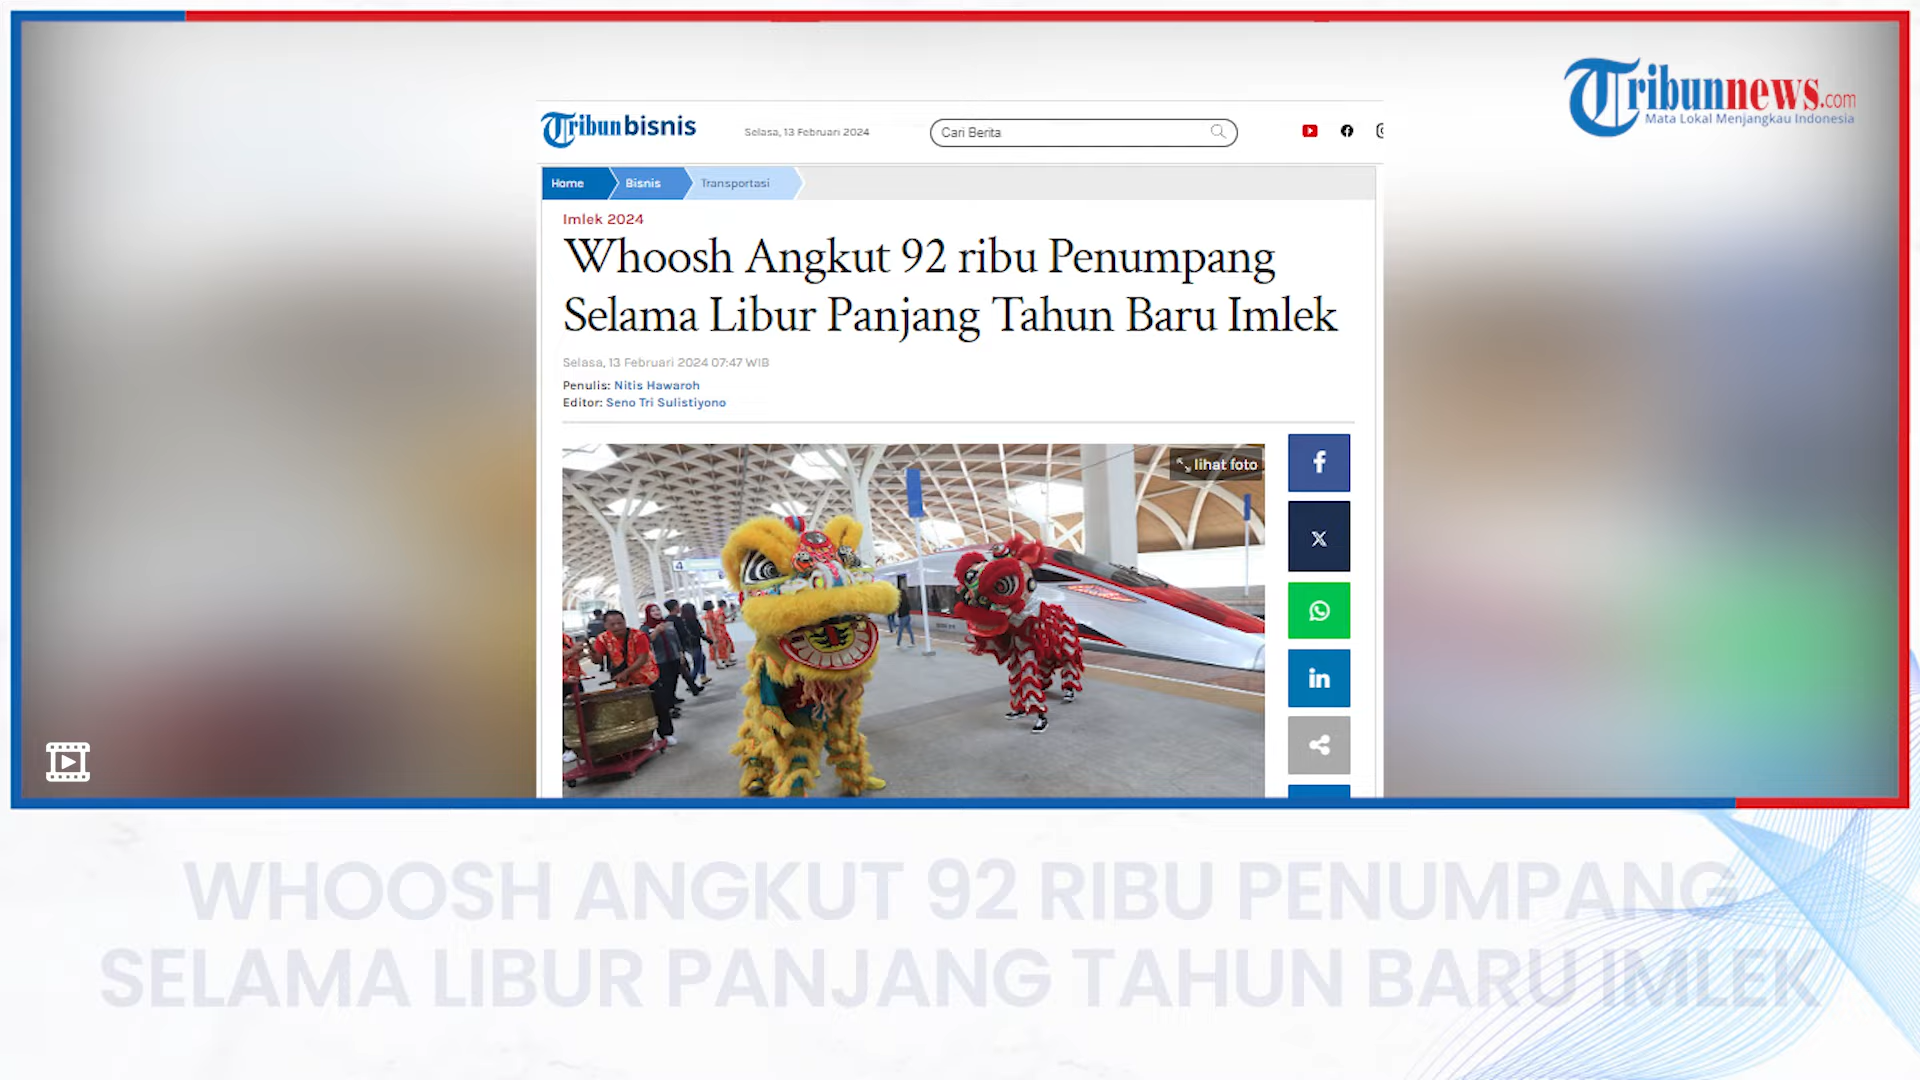 Tribunnews.com
Mata Lokal Menjangkau Indonesia
Tribunbisnis
Selasa, 13 Februari 2024
Cari Berita
Home
Bisnis
Transportasi
Imlek 2024
Whoosh Angkut 92 ribu Penumpang
Selama Libur Panjang Tahun Baru Imlek
Selasa, 13 Februari 2024 07:47 WIB
Penulis: Nitis Hawaroh
Editor: Seno Tri Sulistiyono
lihat foto
4
WHOOSH ANGKUT 92 RIBU PENUMPANG
SELAMA LIBUR PANJANG TAHUN BARU IMLEK